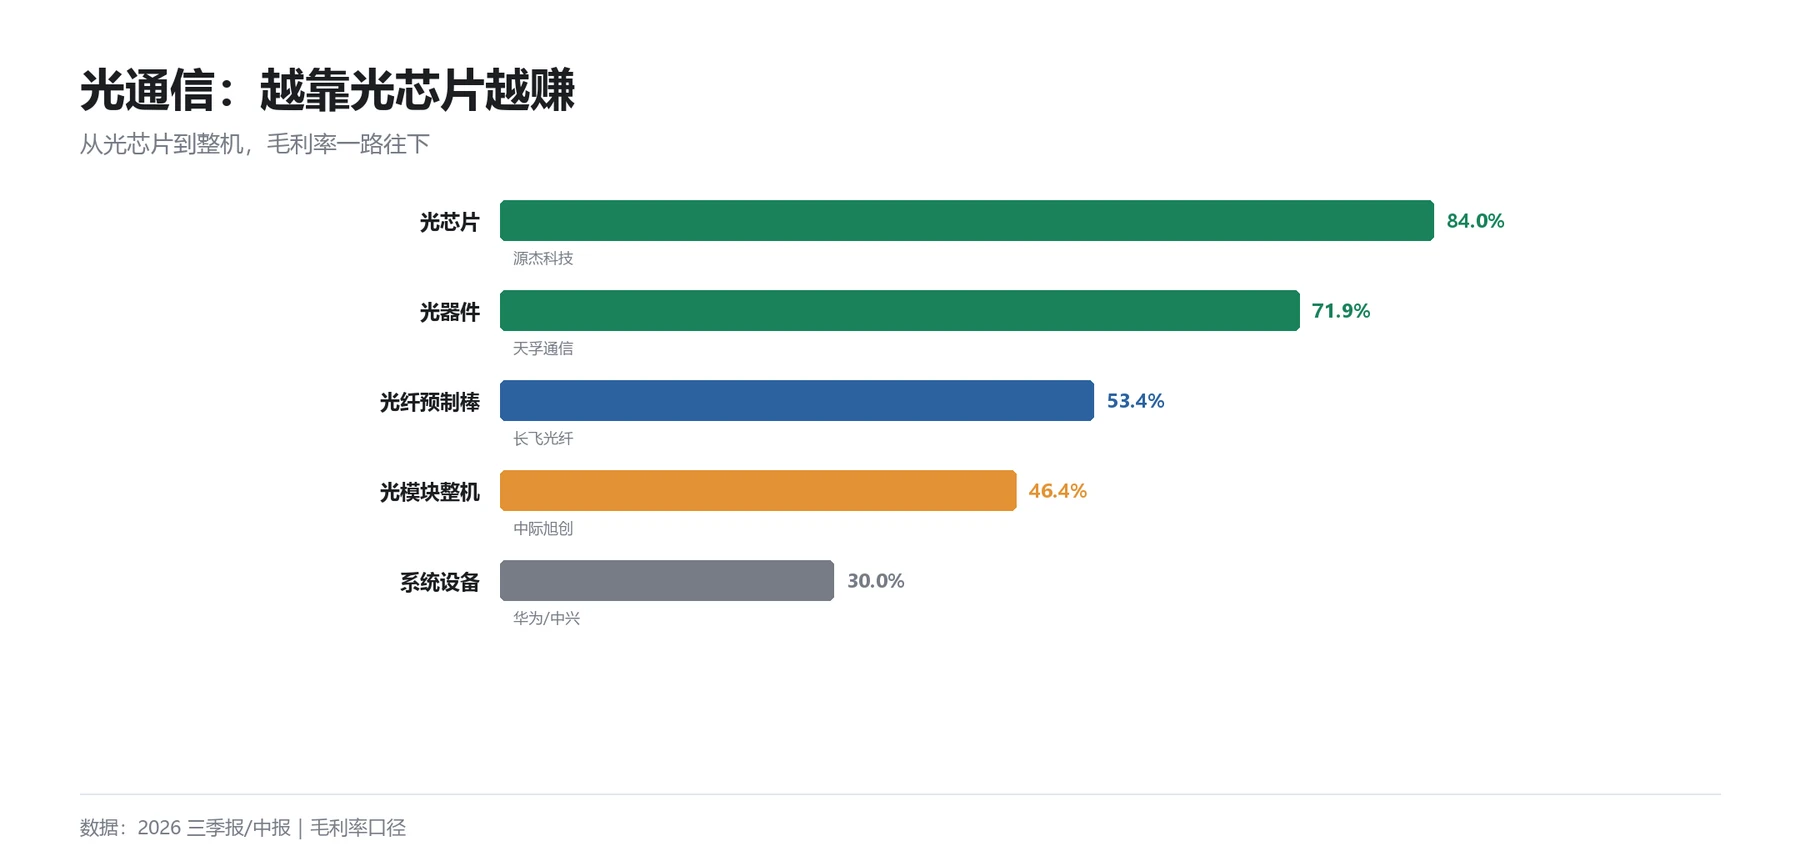 光通信：越靠光芯片越赚
从光芯片到整机，毛利率一路往下
光芯片 84.0%
源杰科技
光器件 71.9%
天孚通信
光纤预制棒 53.4%
长飞光纤
光模块整机 46.4%
中际旭创
系统设备 30.0%
华为/中兴
数据：2026 三季报/中报 | 毛利率口径